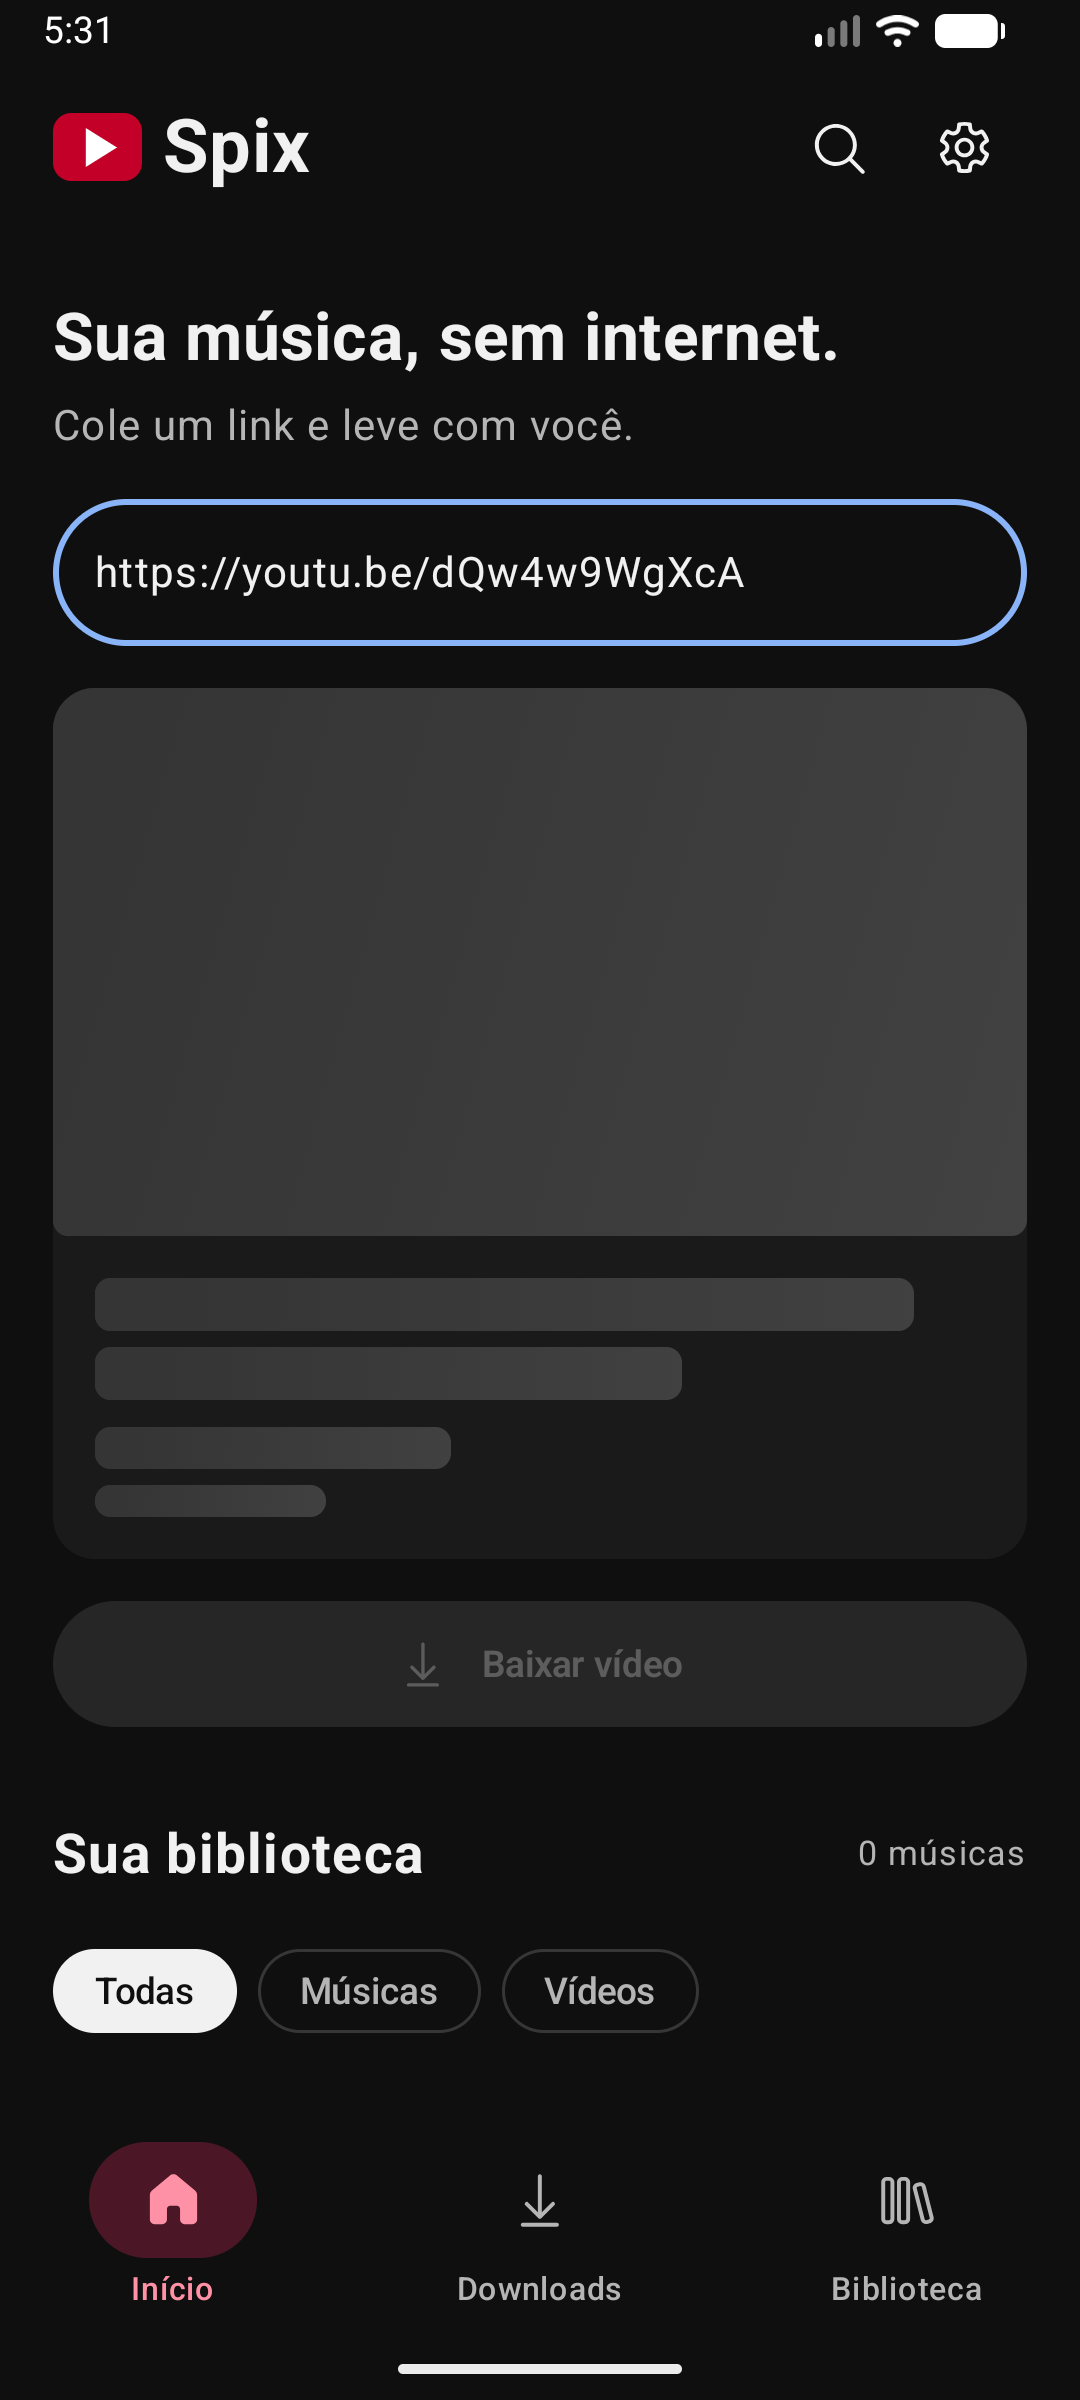 5:31
Spix
Sua música, sem internet.
Cole um link e leve com você.
https://youtu.be/dQw4w9WgXcA
Baixar vídeo
Sua biblioteca
0 músicas
Todas
Músicas
Vídeos
Início
Downloads
Biblioteca